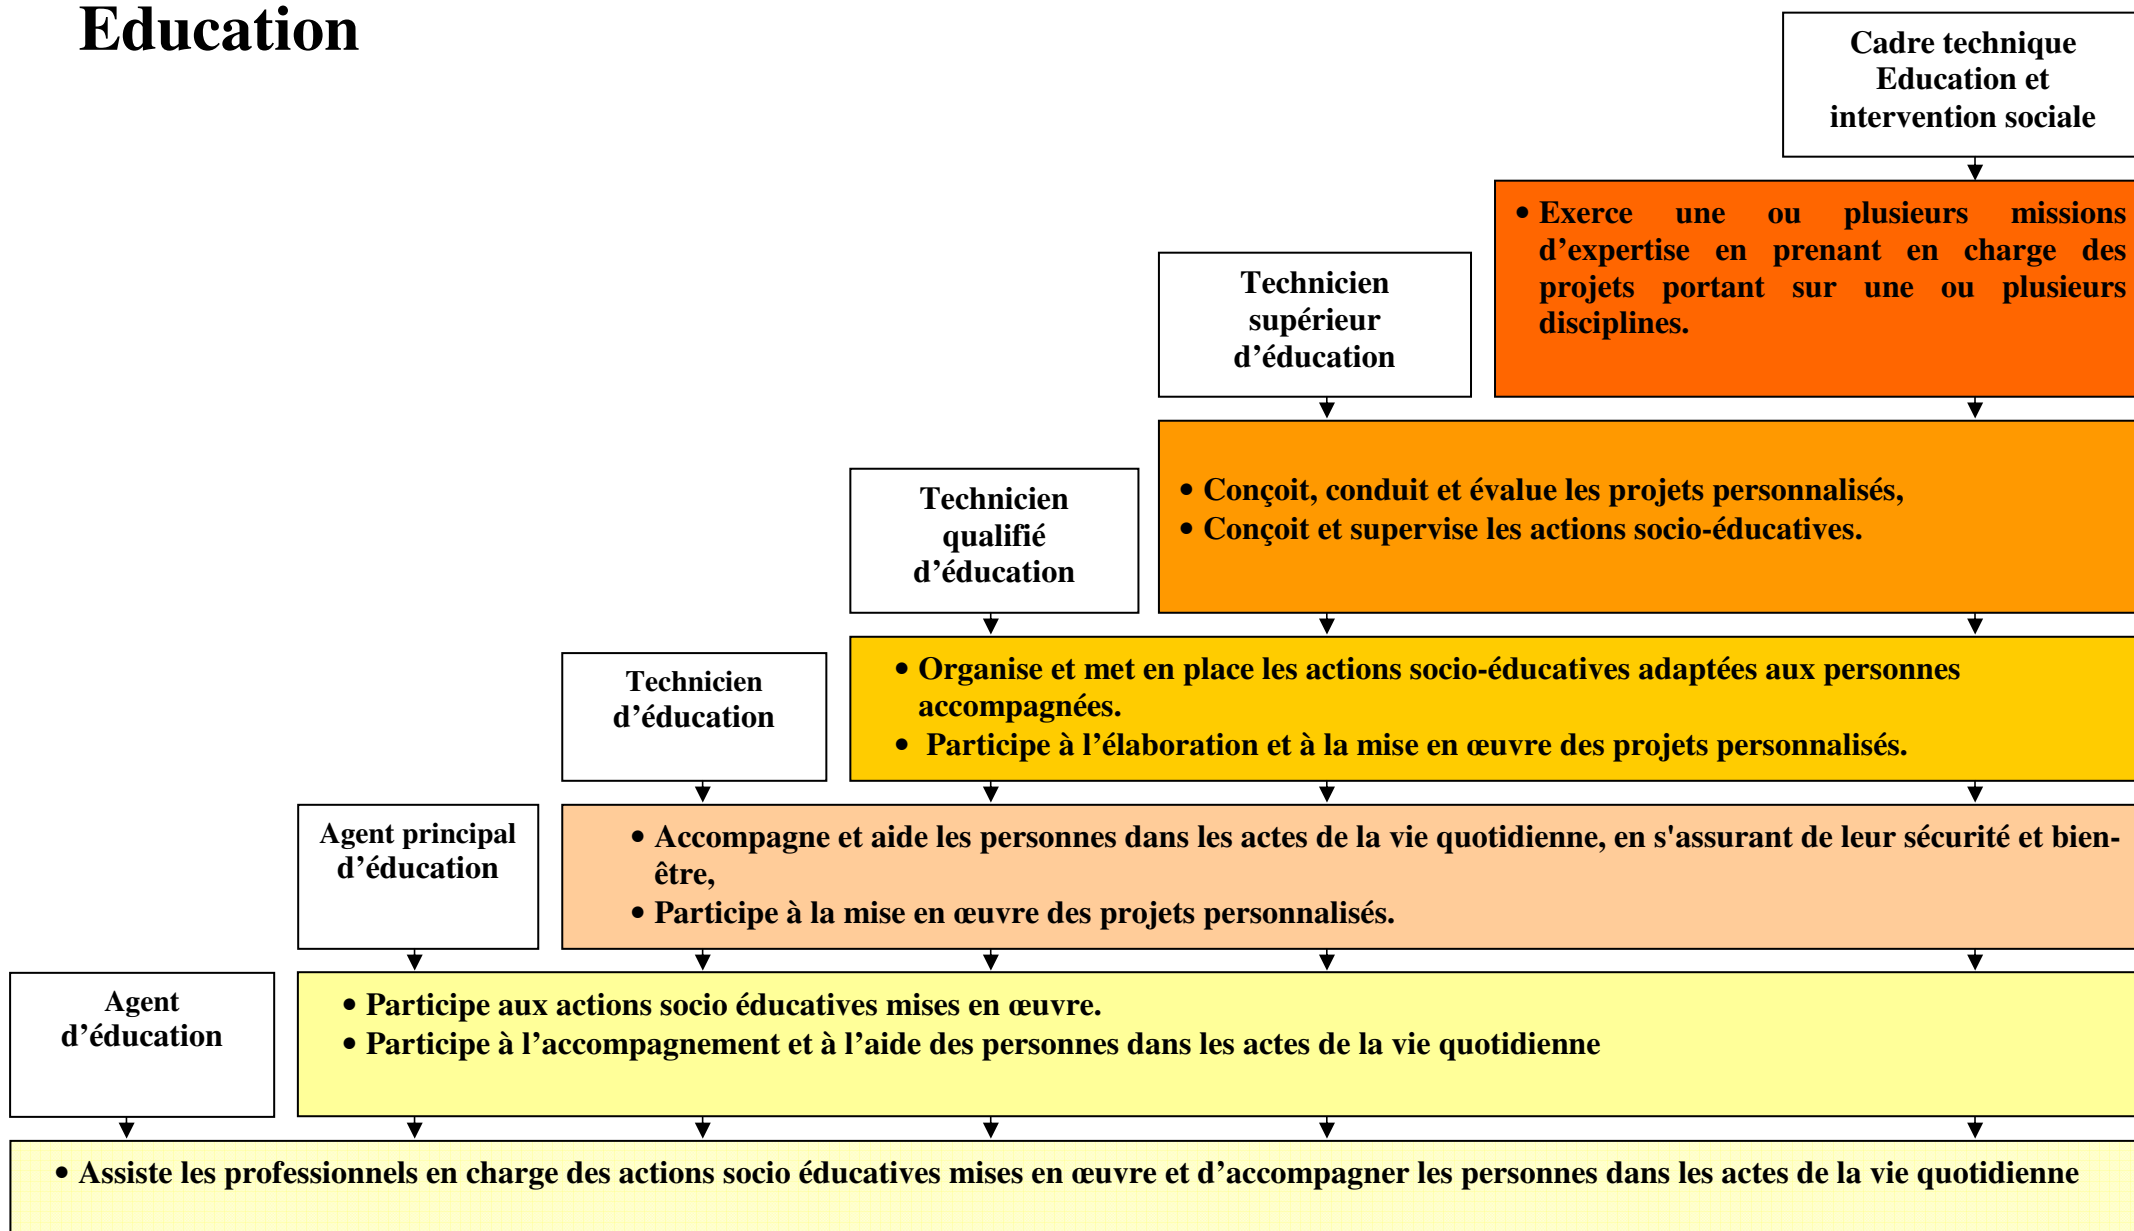 Education
Cadre technique
Education et
intervention sociale
• Exerce une ou plusieurs missions
d’expertise en prenant en charge des
projets portant sur une ou plusieurs
disciplines.
Technicien
supérieur
d’éducation
• Conçoit, conduit et évalue les projets personnalisés,
• Conçoit et supervise les actions socio-éducatives.
Technicien
qualifié
d’éducation
• Organise et met en place les actions socio-éducatives adaptées aux personnes
accompagnées.
• Participe à l’élaboration et à la mise en œuvre des projets personnalisés.
Technicien
d’éducation
• Accompagne et aide les personnes dans les actes de la vie quotidienne, en s'assurant de leur sécurité et bien-
être,
• Participe à la mise en œuvre des projets personnalisés.
Agent principal
d’éducation
• Participe aux actions socio éducatives mises en œuvre.
• Participe à l’accompagnement et à l’aide des personnes dans les actes de la vie quotidienne
Agent
d’éducation
• Assiste les professionnels en charge des actions socio éducatives mises en œuvre et d’accompagner les personnes dans les actes de la vie quotidienne